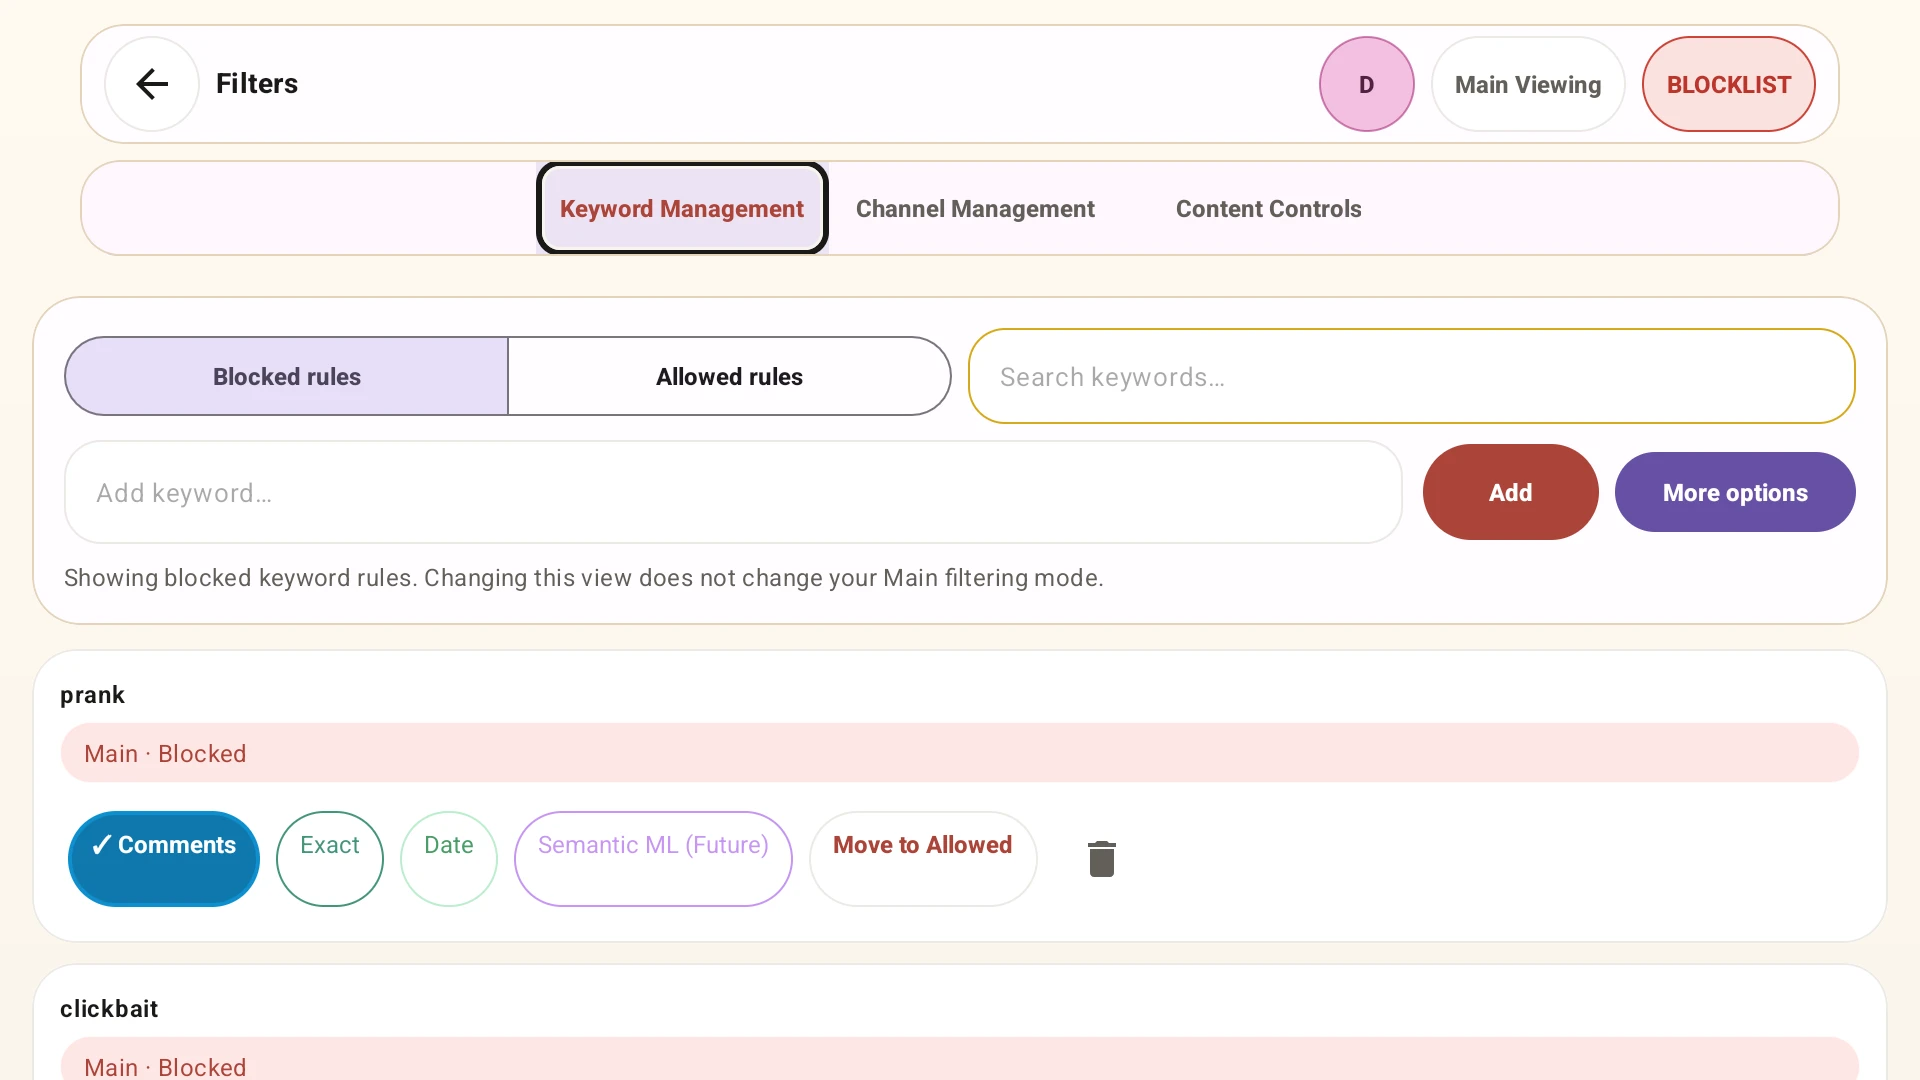 Filters
D
Main Viewing
BLOCKLIST
Keyword Management
Channel Management
Content Controls
Blocked rules
Allowed rules
Search keywords…
Add keyword…
Add
More options
Showing blocked keyword rules. Changing this view does not change your Main filtering mode.
prank
Main · Blocked
✓ Comments
Exact
Date
Semantic ML (Future)
Move to Allowed
clickbait
Main · Blocked